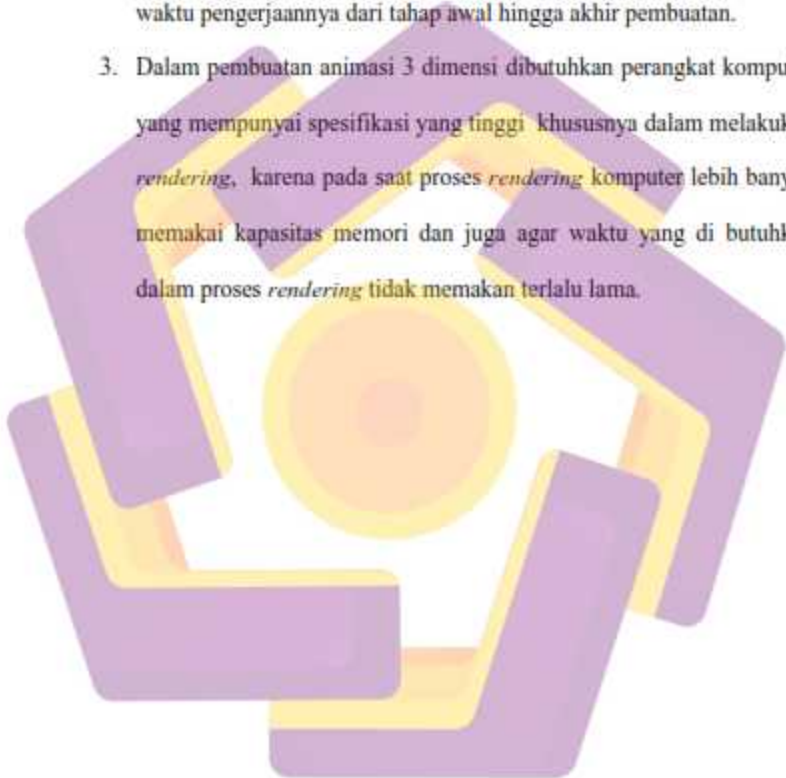 waktu pengerjaannya dari tahap awal hingga akhir pembuatan.
3. Dalam pembuatan animasi 3 dimensi dibutuhkan perangkat kompu
yang mempunyai spesifikasi yang tinggi khususnya dalam melakuk
rendering, karena pada saat proses rendering komputer lebih bany
memakai kapasitas memori dan juga agar waktu yang di butuhk
dalam proses rendering tidak memakan terlalu lama.